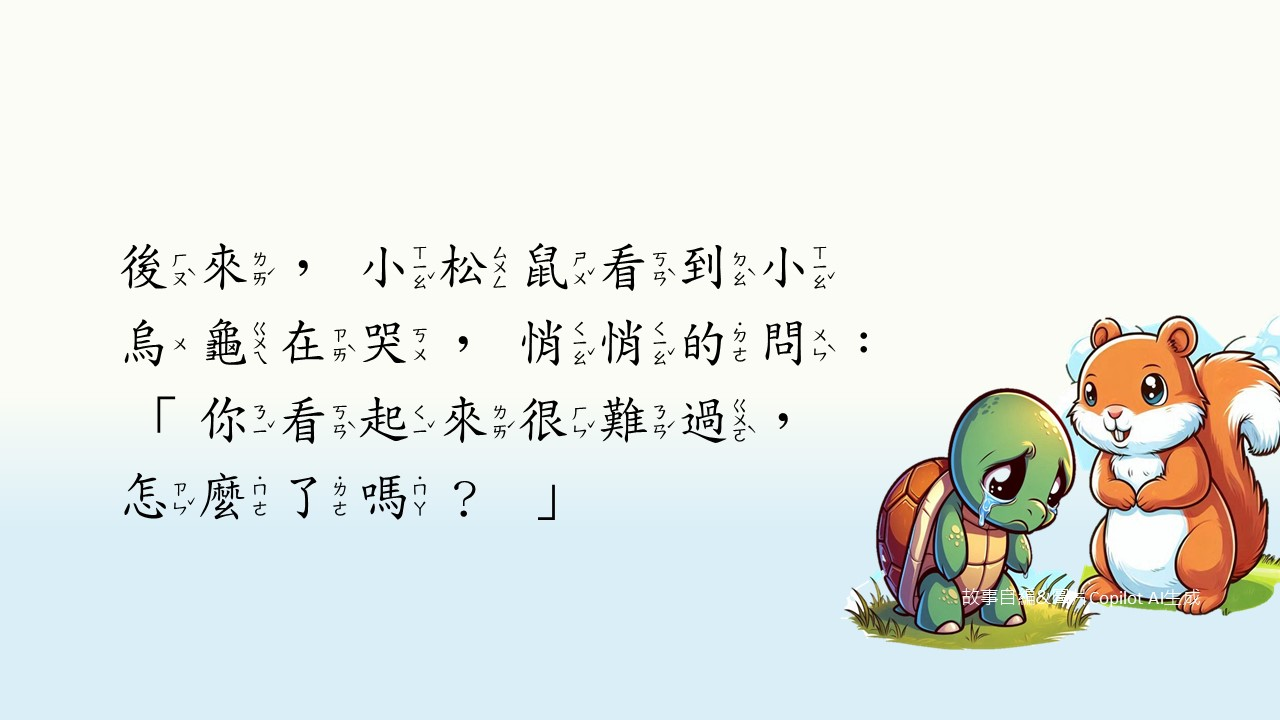 後來，小松鼠看到小
烏龜在哭，悄悄的問：
「你看起來很難過，
怎麼了嗎？」
故事自編&圖片Copilot AI生成